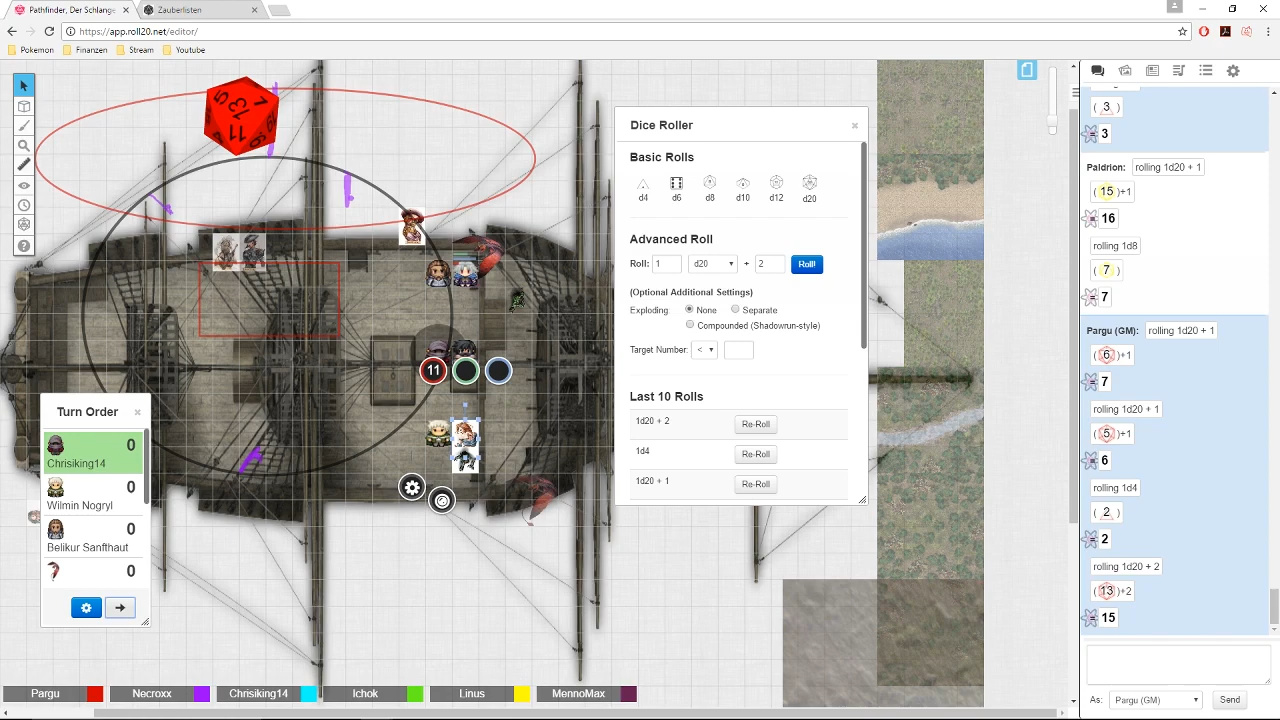 Pathfinder, Der Schlange
Zauberlisten
https://app.roll20.net/editor/
Pokemon
Finanzen
Stream
Youtube
5
13
7
11
Dice Roller
Basic Rolls
d4
d6
d8
d10
d12
d20
Advanced Roll
Roll:
1
d20
+
2
Roll!
(Optional Additional Settings)
Exploding:
None
Separate
Compounded (Shadowrun-style)
Target Number:
<
Last 10 Rolls
1d20 + 2
Re-Roll
1d4
Re-Roll
1d20 + 1
Re-Roll
11
Turn Order
0
Chrisiking14
0
Wilmin Nogryl
0
Belikur Sanfthaut
0
( 3 )
= 3
Paldrion:
rolling 1d20 + 1
(15)+1
= 16
rolling 1d8
( 7 )
= 7
Pargu (GM):
rolling 1d20 + 1
( 6 )+1
= 7
rolling 1d20 + 1
( 5 )+1
= 6
rolling 1d4
( 2 )
= 2
rolling 1d20 + 2
(13)+2
= 15
As:
Pargu (GM)
Send
Pargu
Necroxx
Chrisiking14
Ichok
Linus
MennoMax